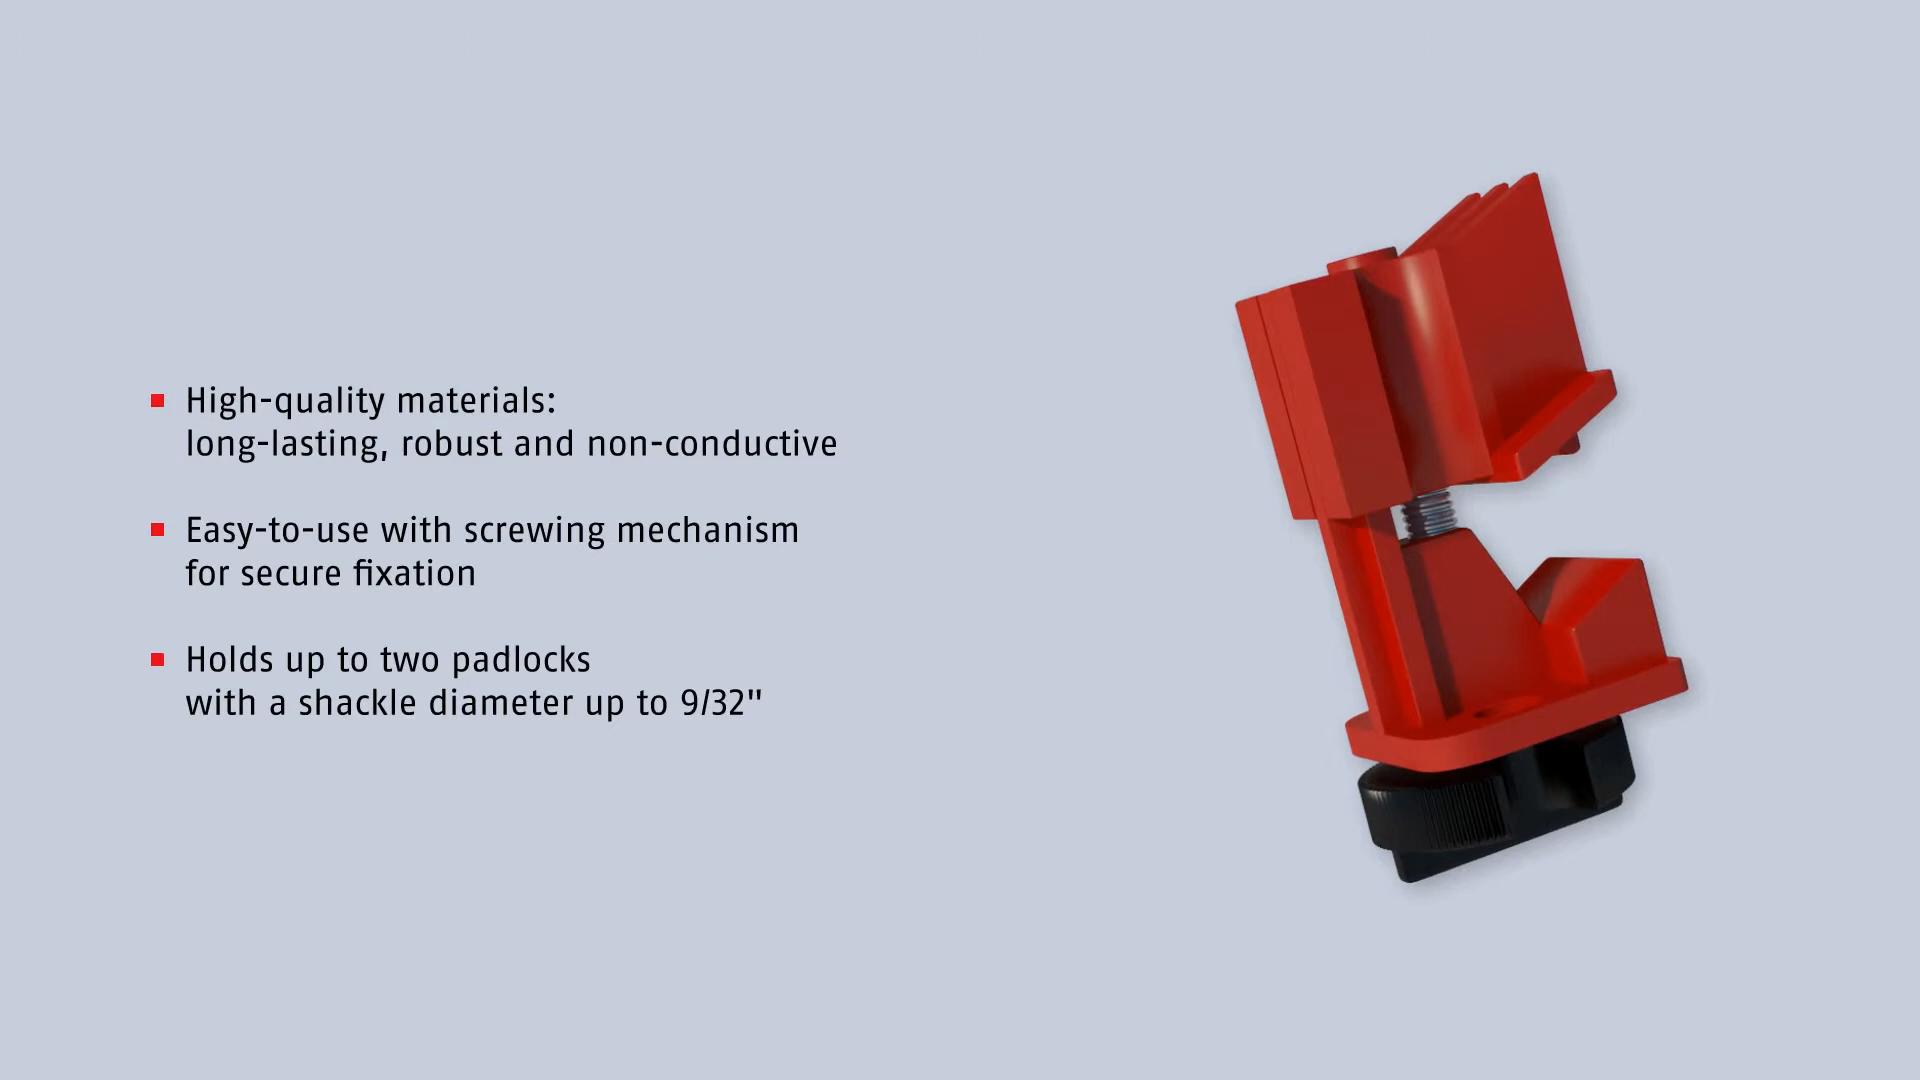 High-quality materials:
long-lasting, robust and non-conductive
Easy-to-use with screwing mechanism
for secure fixation
Holds up to two padlocks
with a shackle diameter up to 9/32"